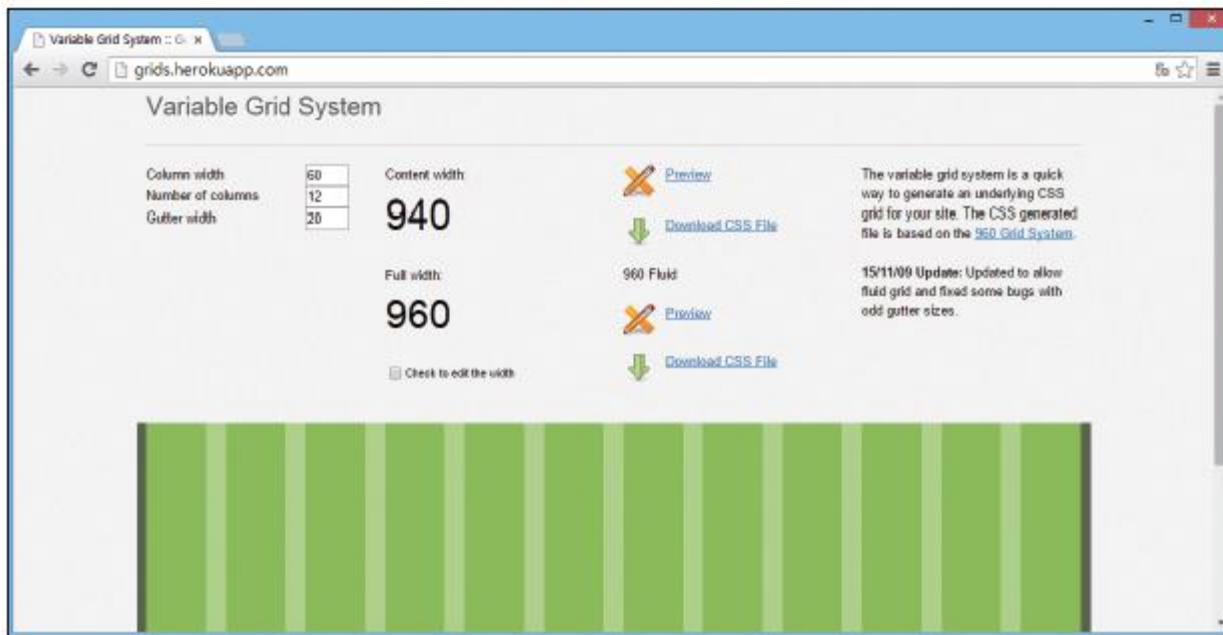 Variable Grid System :: G
grids.herokuapp.com
Variable Grid System
Column width 60
Number of columns 12
Gutter width 20
Content width:
940
Full width:
960
Check to edit the width
Preview
Download CSS File
960 Fluid
Preview
Download CSS File
The variable grid system is a quick
way to generate an underlying CSS
grid for your site. The CSS generated
file is based on the 960 Grid System.
15/11/09 Update: Updated to allow
fluid grid and fixed some bugs with
odd gutter sizes.